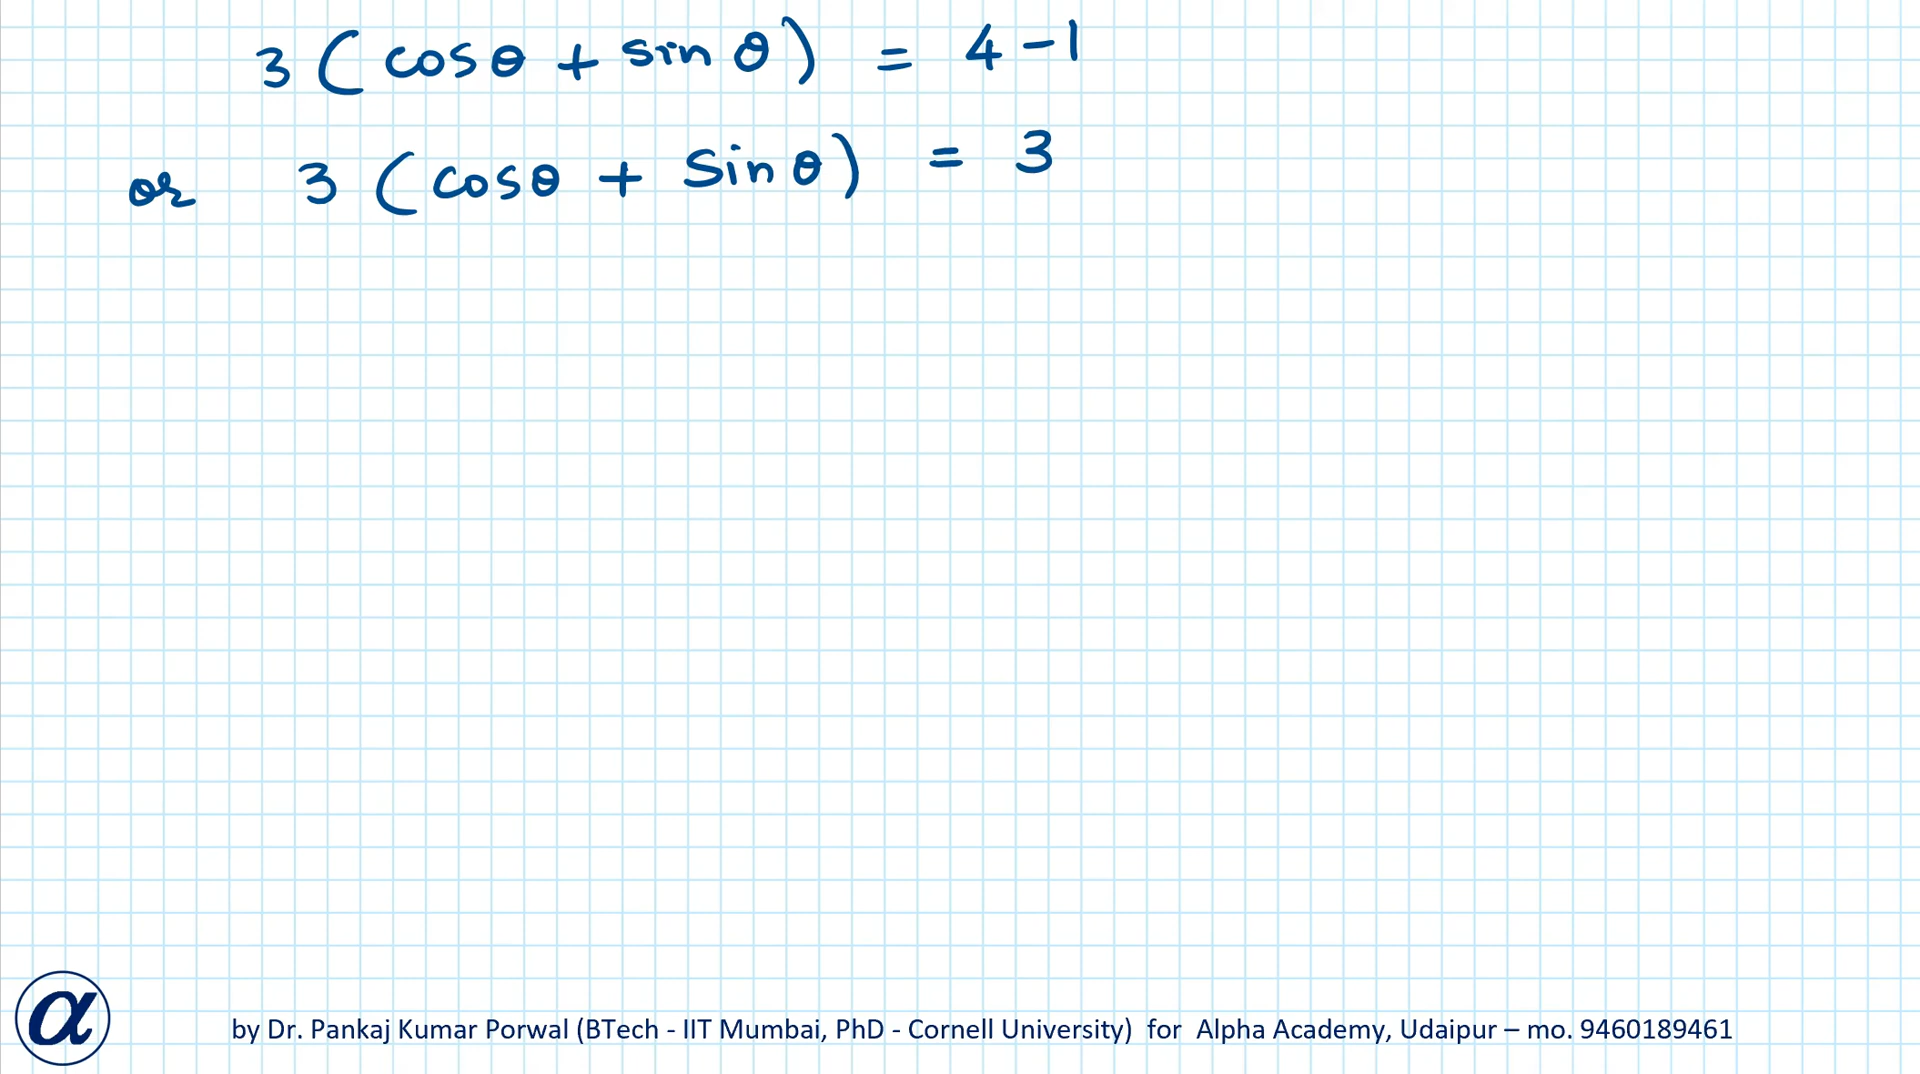 3 ( cosθ + sin θ ) = 4 - 1
or 3 ( cosθ + sin θ ) = 3
α by Dr. Pankaj Kumar Porwal (BTech - IIT Mumbai, PhD - Cornell University) for Alpha Academy, Udaipur – mo. 9460189461